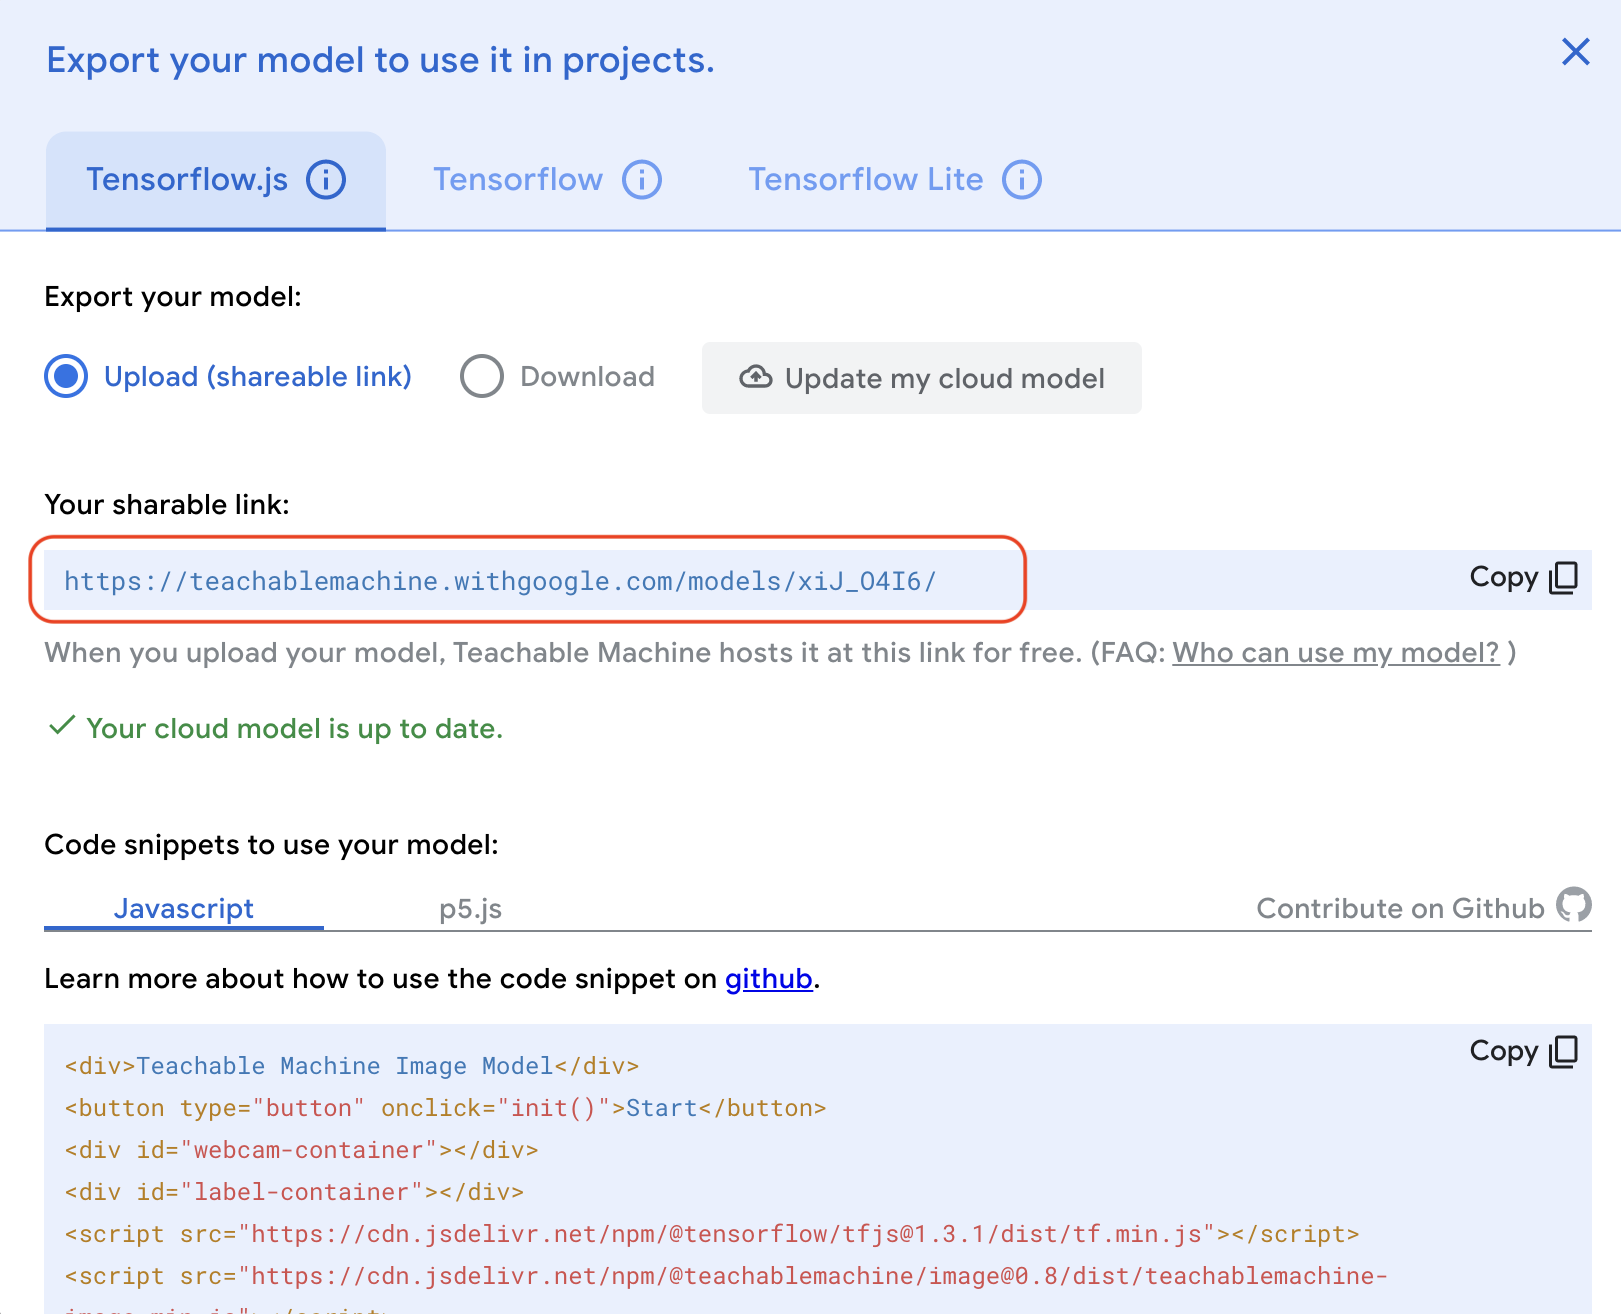 Export your model to use it in projects.
Tensorflow.js Tensorflow Tensorflow Lite
Export your model:
Upload (shareable link) Download Update my cloud model
Your sharable link:
https://teachablemachine.withgoogle.com/models/xiJ_O4I6/ Copy
When you upload your model, Teachable Machine hosts it at this link for free. (FAQ: Who can use my model? )
Your cloud model is up to date.
Code snippets to use your model:
Javascript p5.js Contribute on Github
Learn more about how to use the code snippet on github.
Copy
<div>Teachable Machine Image Model</div>
<button type="button" onclick="init()">Start</button>
<div id="webcam-container"></div>
<div id="label-container"></div>
<script src="https://cdn.jsdelivr.net/npm/@tensorflow/tfjs@1.3.1/dist/tf.min.js"></script>
<script src="https://cdn.jsdelivr.net/npm/@teachablemachine/image@0.8/dist/teachablemachine-